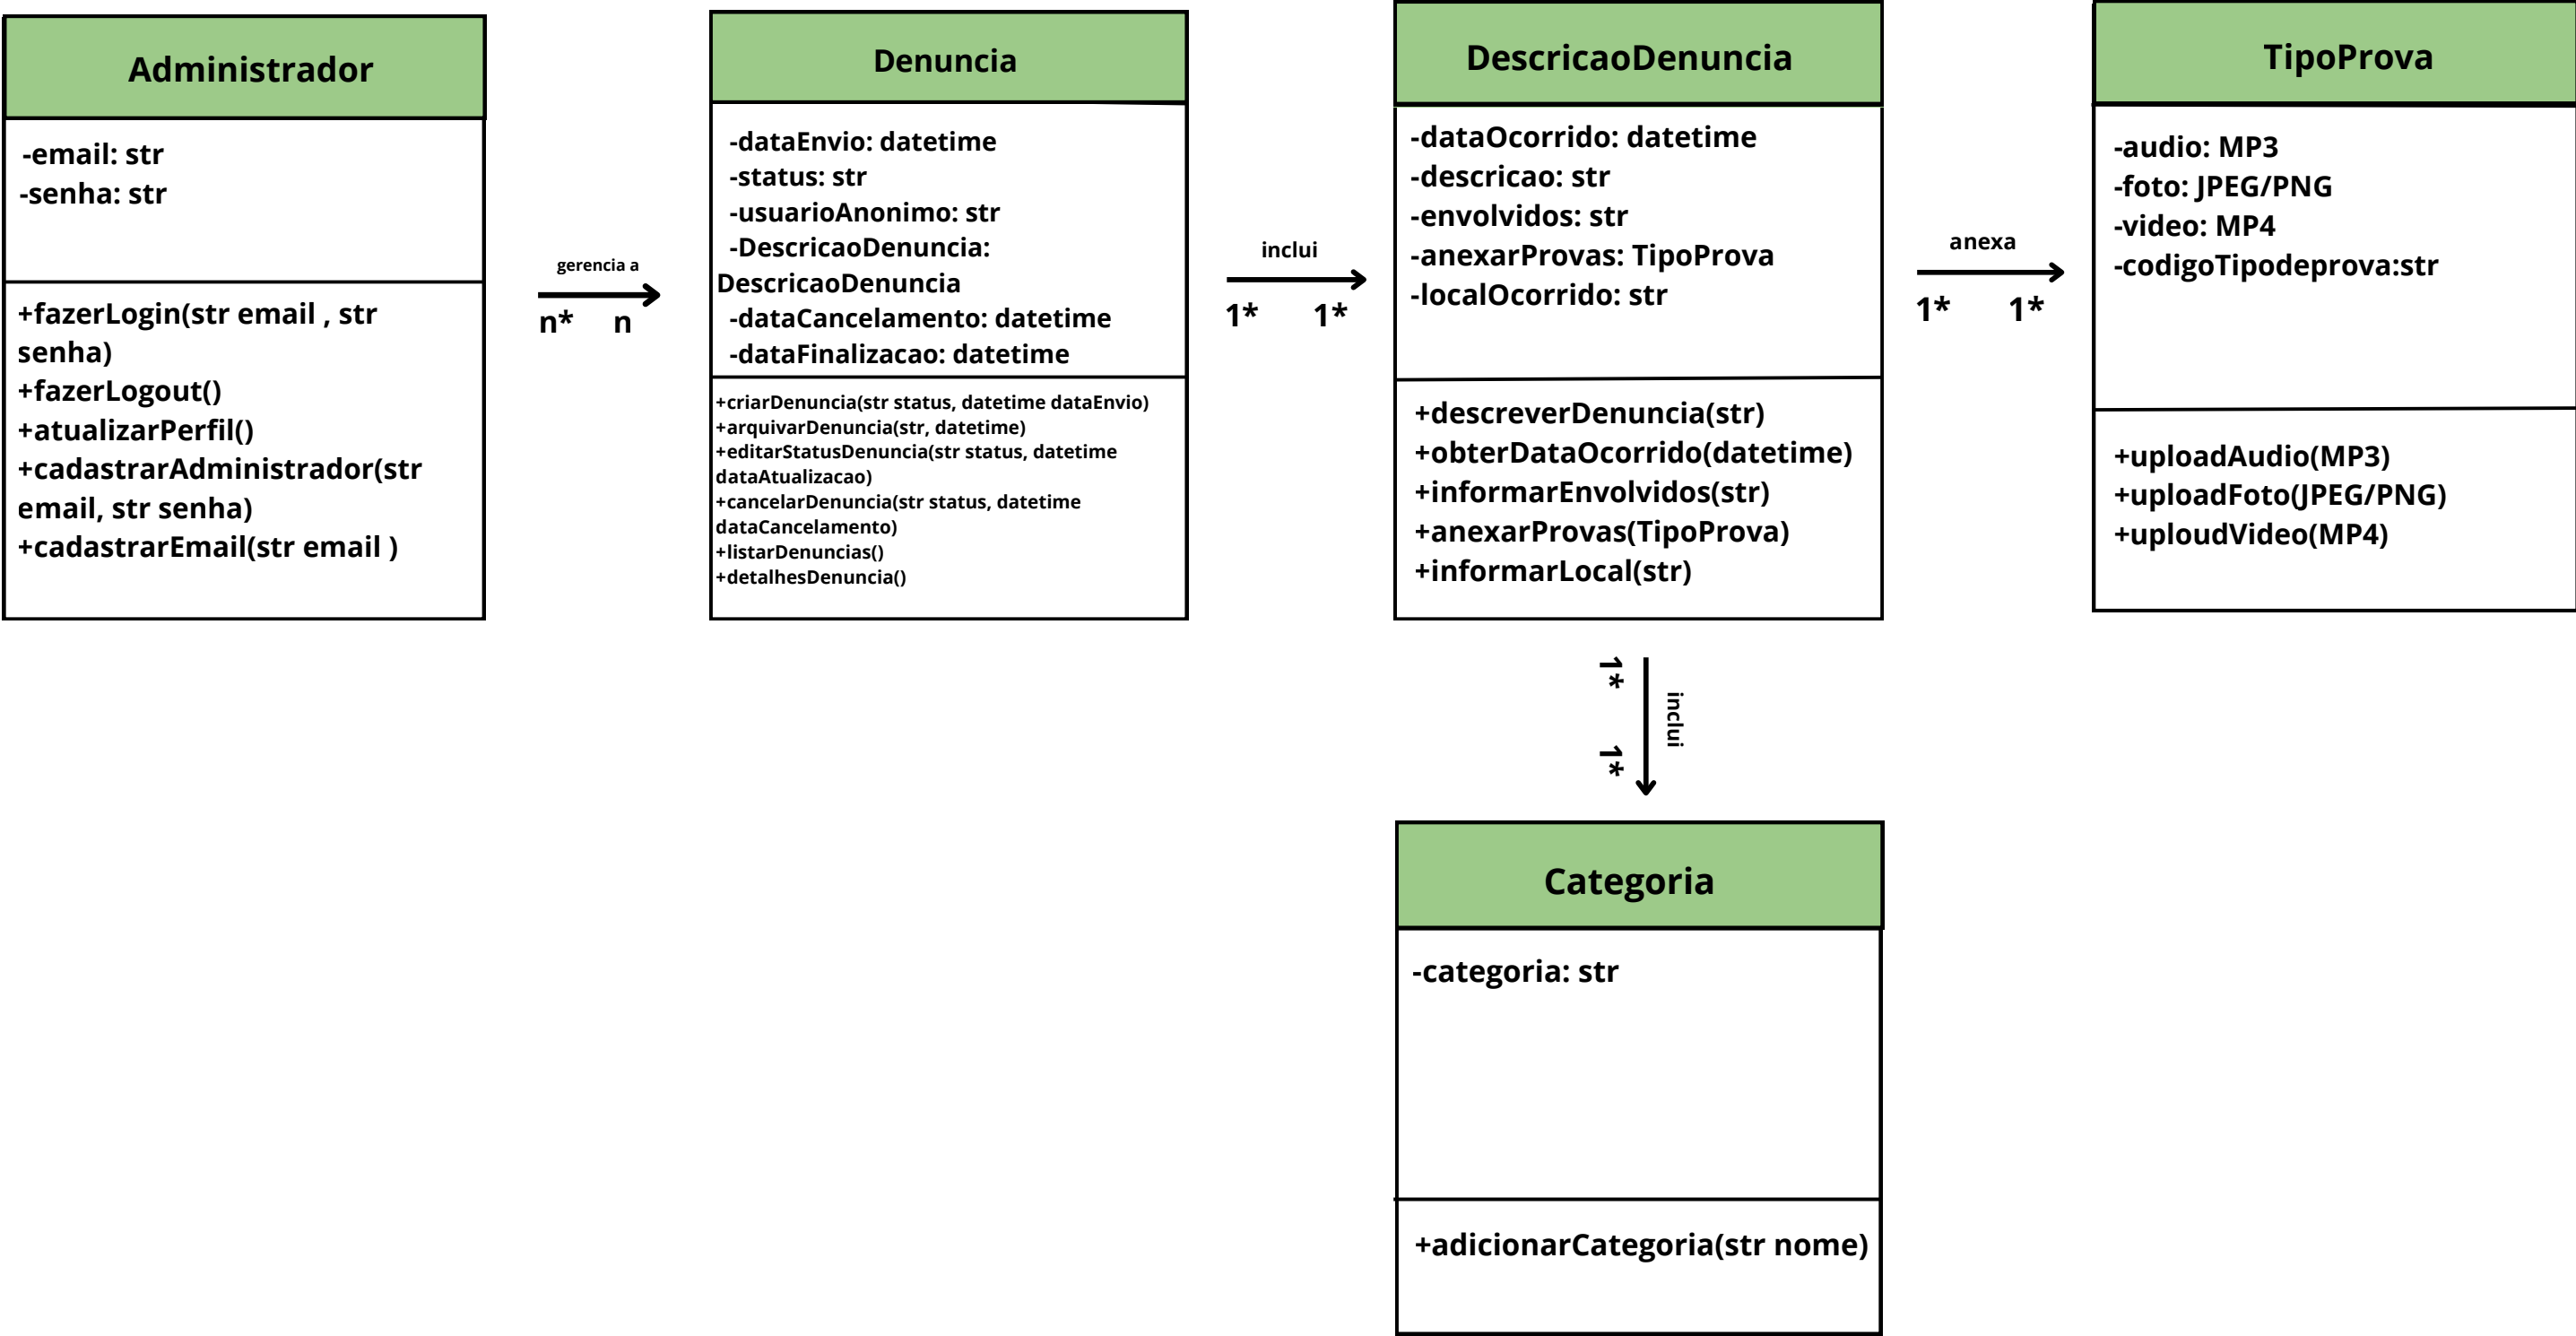 Administrador
-email: str
-senha: str
+fazerLogin(str email , str
senha)
+fazerLogout()
+atualizarPerfil()
+cadastrarAdministrador(str
email, str senha)
+cadastrarEmail(str email )
gerencia a
n* n
Denuncia
-dataEnvio: datetime
-status: str
-usuarioAnonimo: str
-DescricaoDenuncia:
DescricaoDenuncia
-dataCancelamento: datetime
-dataFinalizacao: datetime
+criarDenuncia(str status, datetime dataEnvio)
+arquivarDenuncia(str, datetime)
+editarStatusDenuncia(str status, datetime
dataAtualizacao)
+cancelarDenuncia(str status, datetime
dataCancelamento)
+listarDenuncias()
+detalhesDenuncia()
inclui
1* 1*
DescricaoDenuncia
-dataOcorrido: datetime
-descricao: str
-envolvidos: str
-anexarProvas: TipoProva
-localOcorrido: str
+descreverDenuncia(str)
+obterDataOcorrido(datetime)
+informarEnvolvidos(str)
+anexarProvas(TipoProva)
+informarLocal(str)
anexa
1* 1*
TipoProva
-audio: MP3
-foto: JPEG/PNG
-video: MP4
-codigoTipodeprova:str
+uploadAudio(MP3)
+uploadFoto(JPEG/PNG)
+uploudVideo(MP4)
inclui
1* 1*
Categoria
-categoria: str
+adicionarCategoria(str nome)